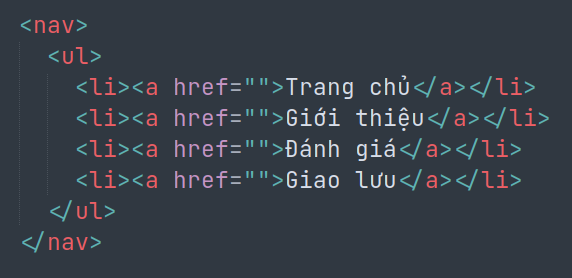 <nav>
<ul>
<li><a href="">Trang chủ</a></li>
<li><a href="">Giới thiệu</a></li>
<li><a href="">Đánh giá</a></li>
<li><a href="">Giao lưu</a></li>
</ul>
</nav>